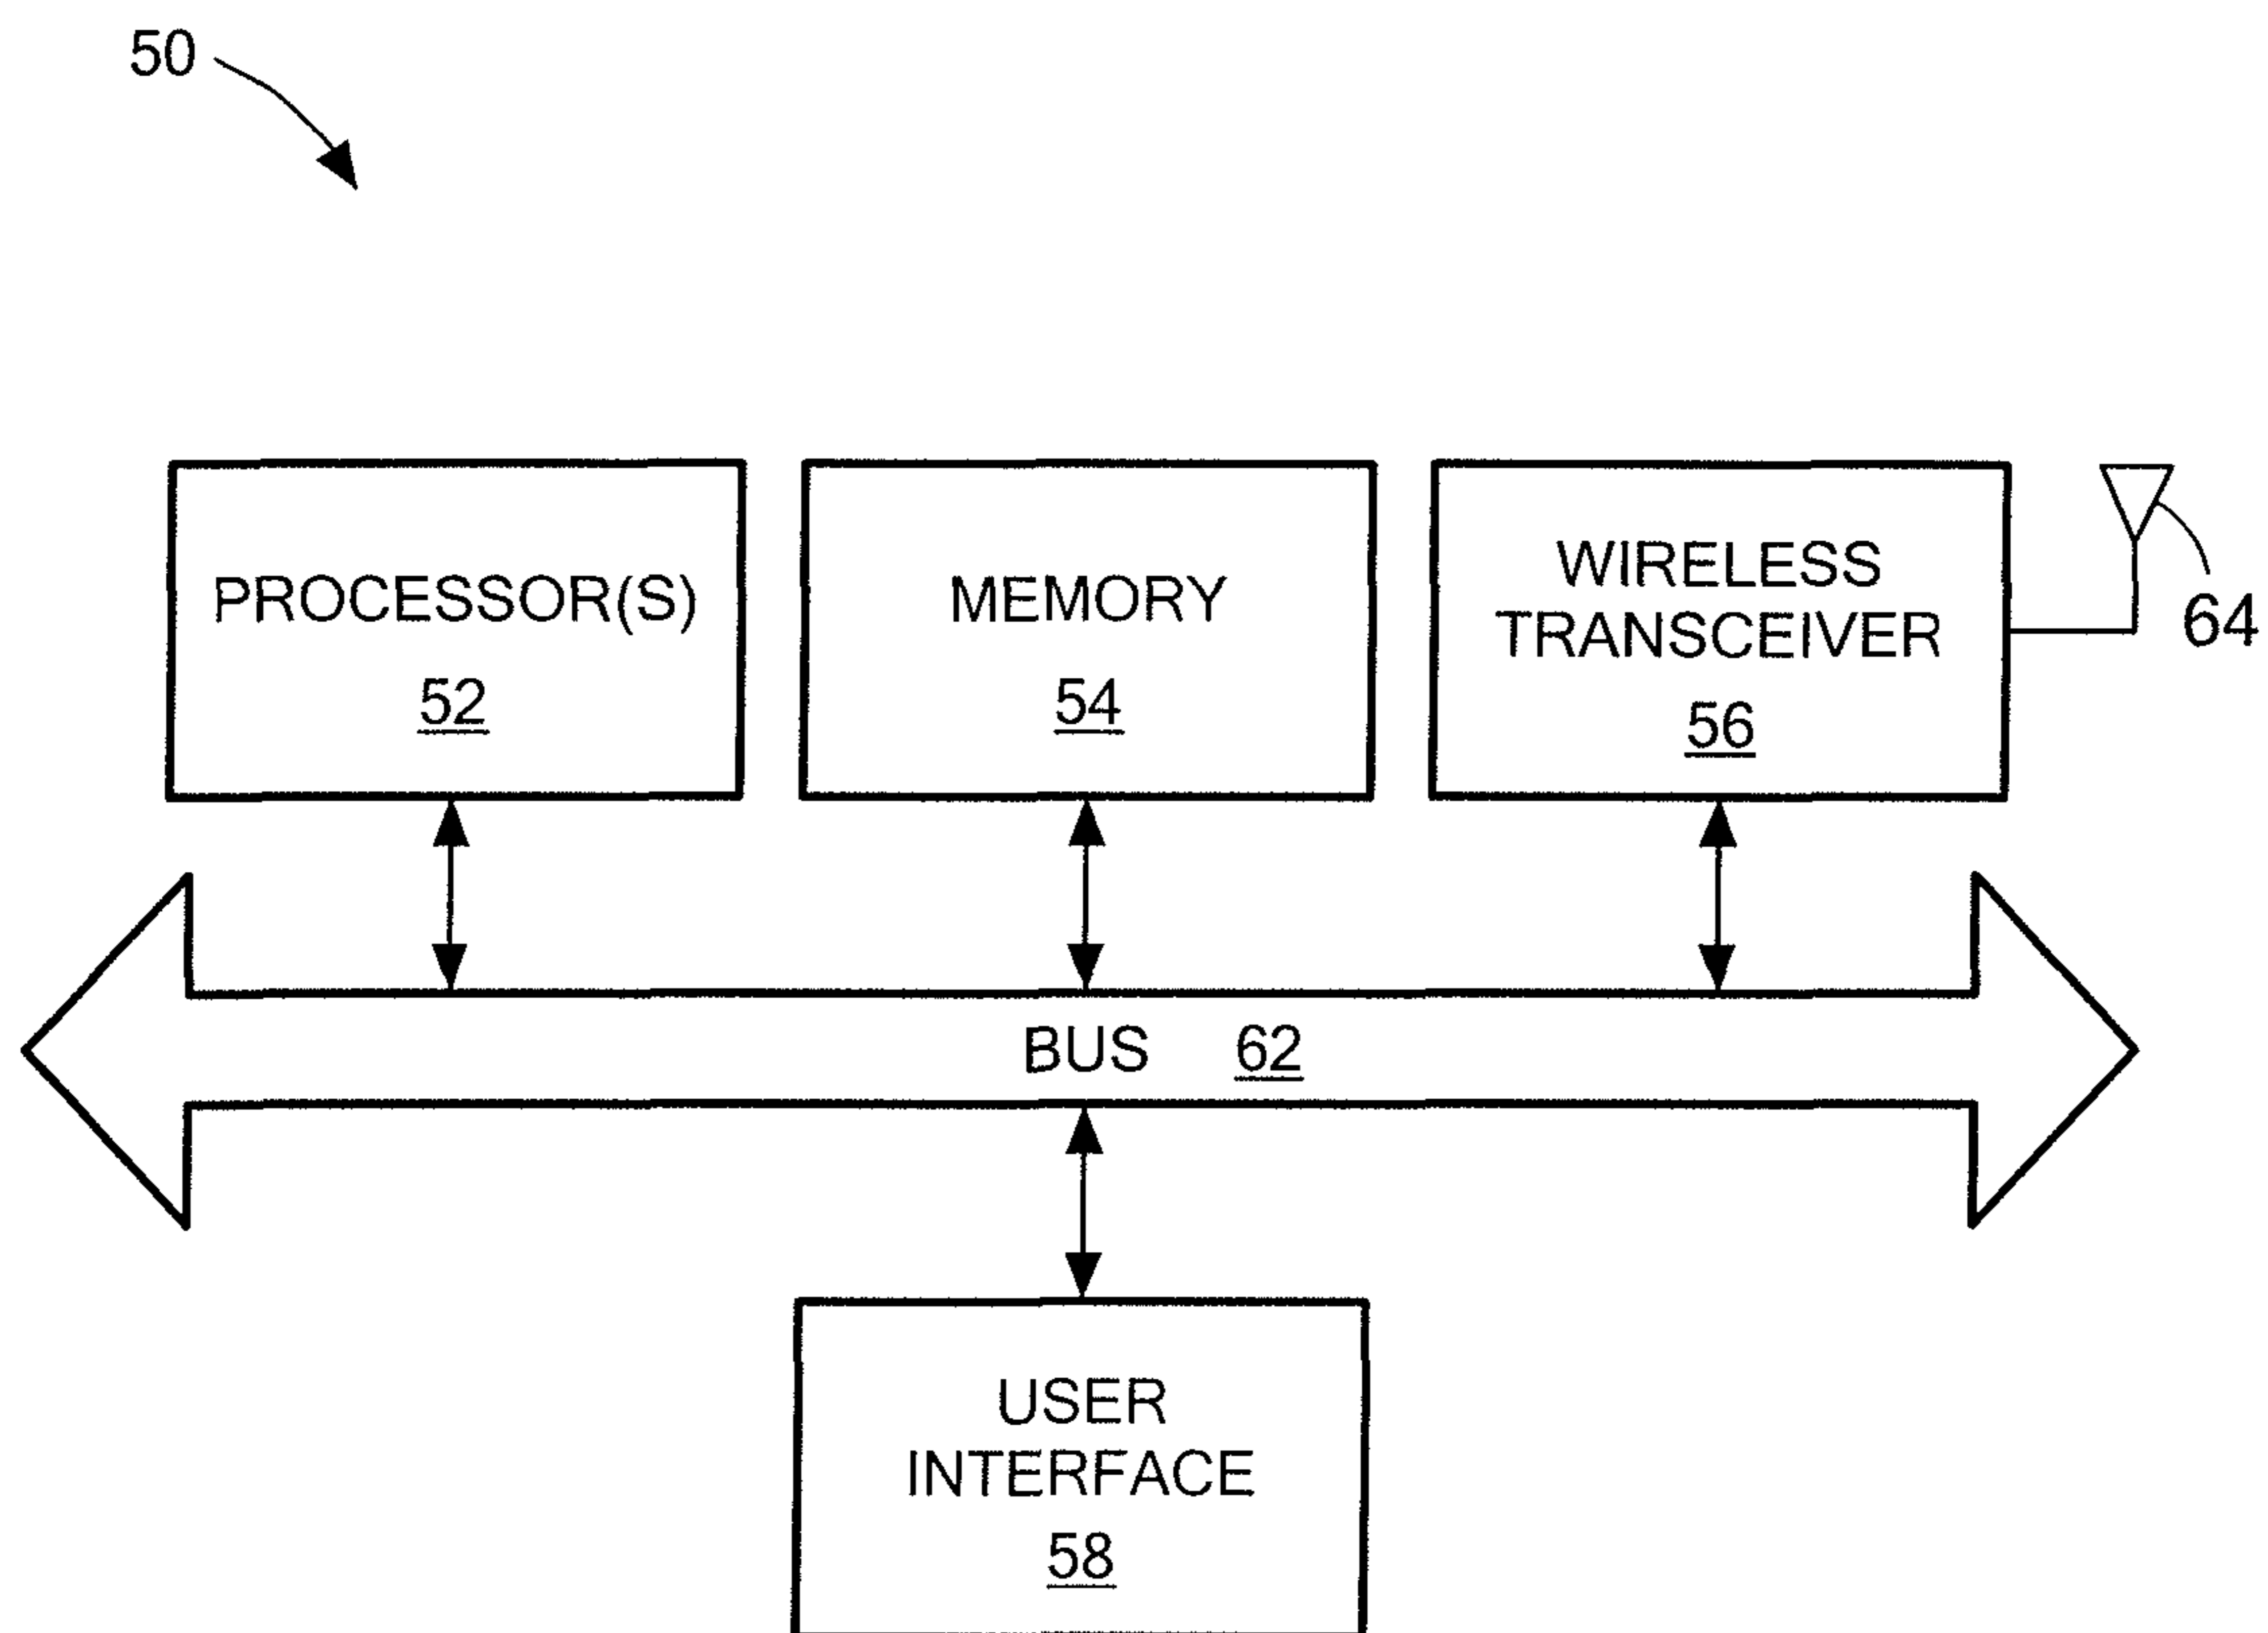 50
PROCESSOR(S)
52
MEMORY
54
WIRELESS
TRANSCEIVER
56
64
BUS 62
USER
INTERFACE
58